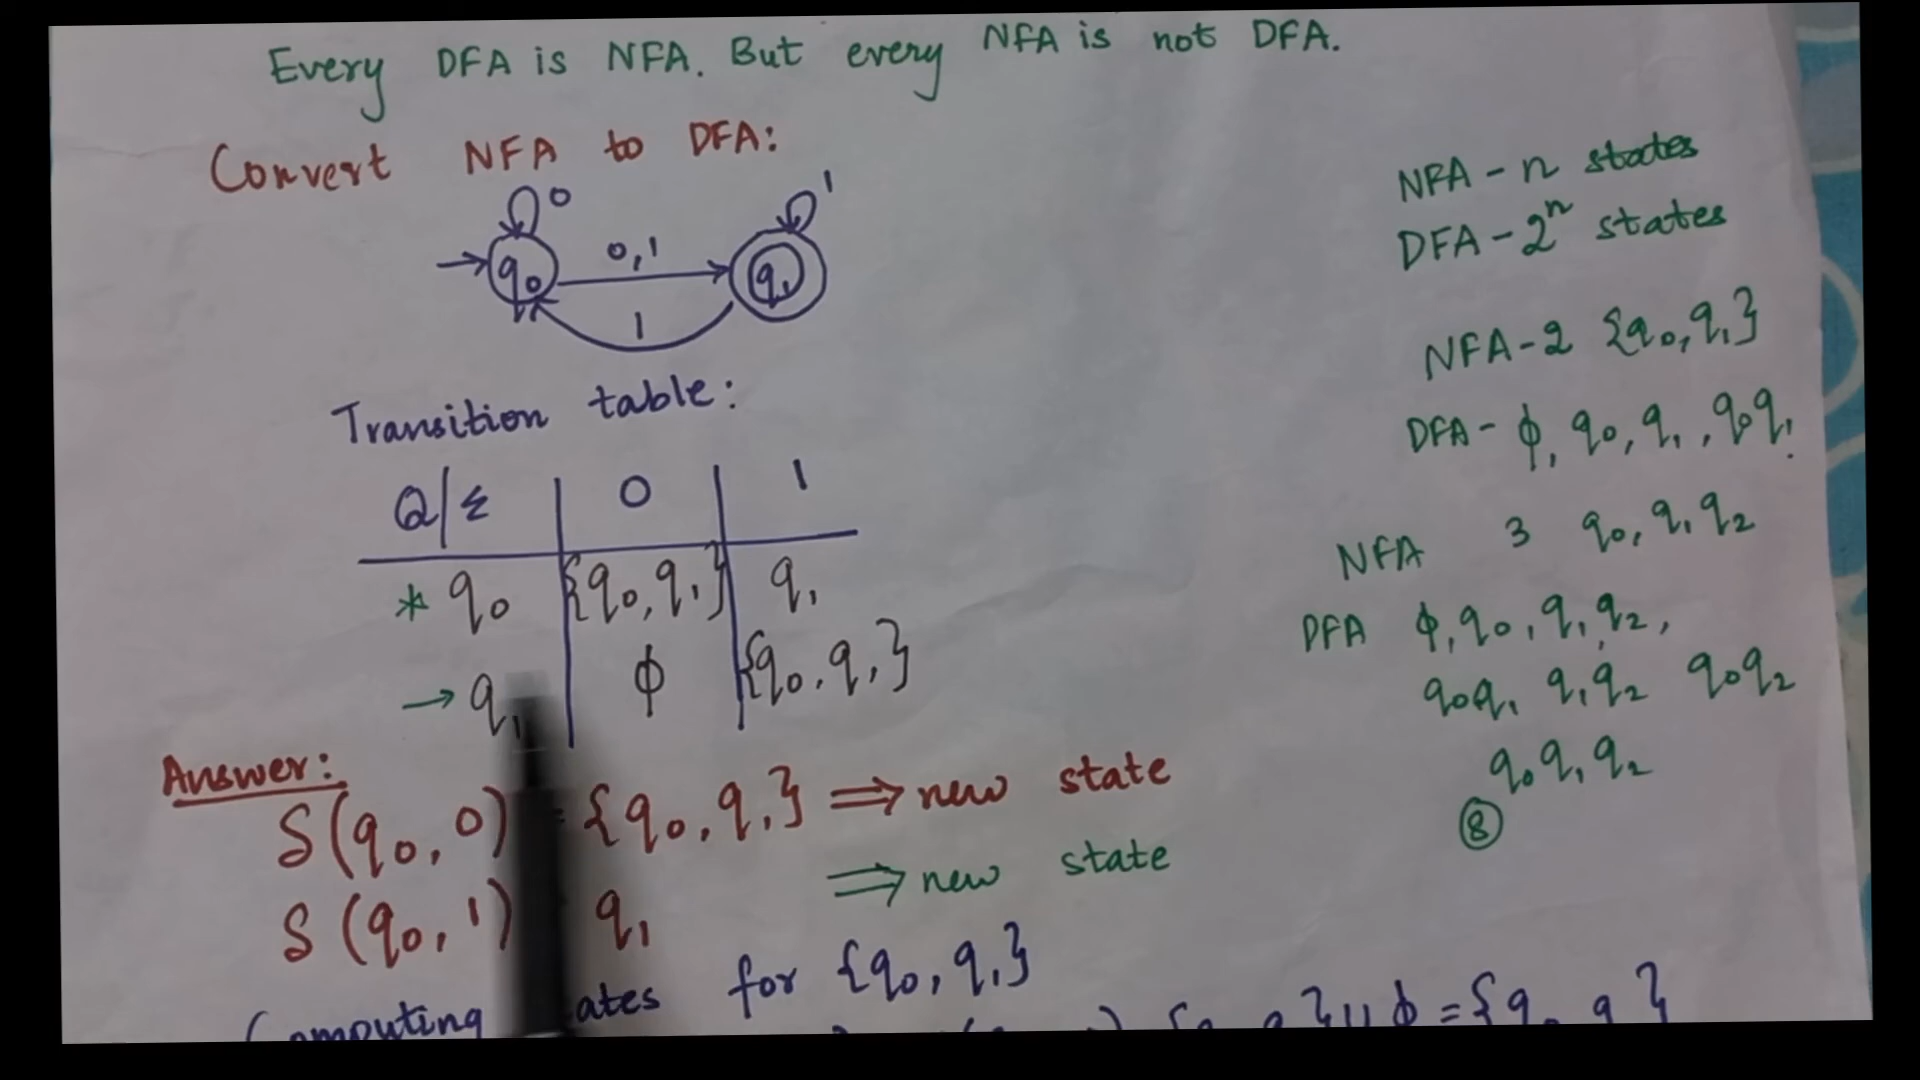 Every DFA is NFA. But every NFA is not DFA.
Convert NFA to DFA:
0
1
q0
0,1
q1
1
Transition table:
Q/Σ 0 1
* q0 {q0, q1} q1
→ q1 ϕ {q0, q1}
Answer:
δ(q0, 0) = {q0, q1} ⟹ new state
⟹ new state
δ(q0, 1) q1
Computing ates for {q0, q1}
} ∪ ϕ = {q0 q }
NFA - n states
DFA - 2^n states
NFA - 2 {q0, q1}
DFA - ϕ, q0, q1, q0q1.
NFA 3 q0, q1 q2
DFA ϕ, q0, q1, q2,
q0q1 q1q2 q0q2
q0q1q2
8